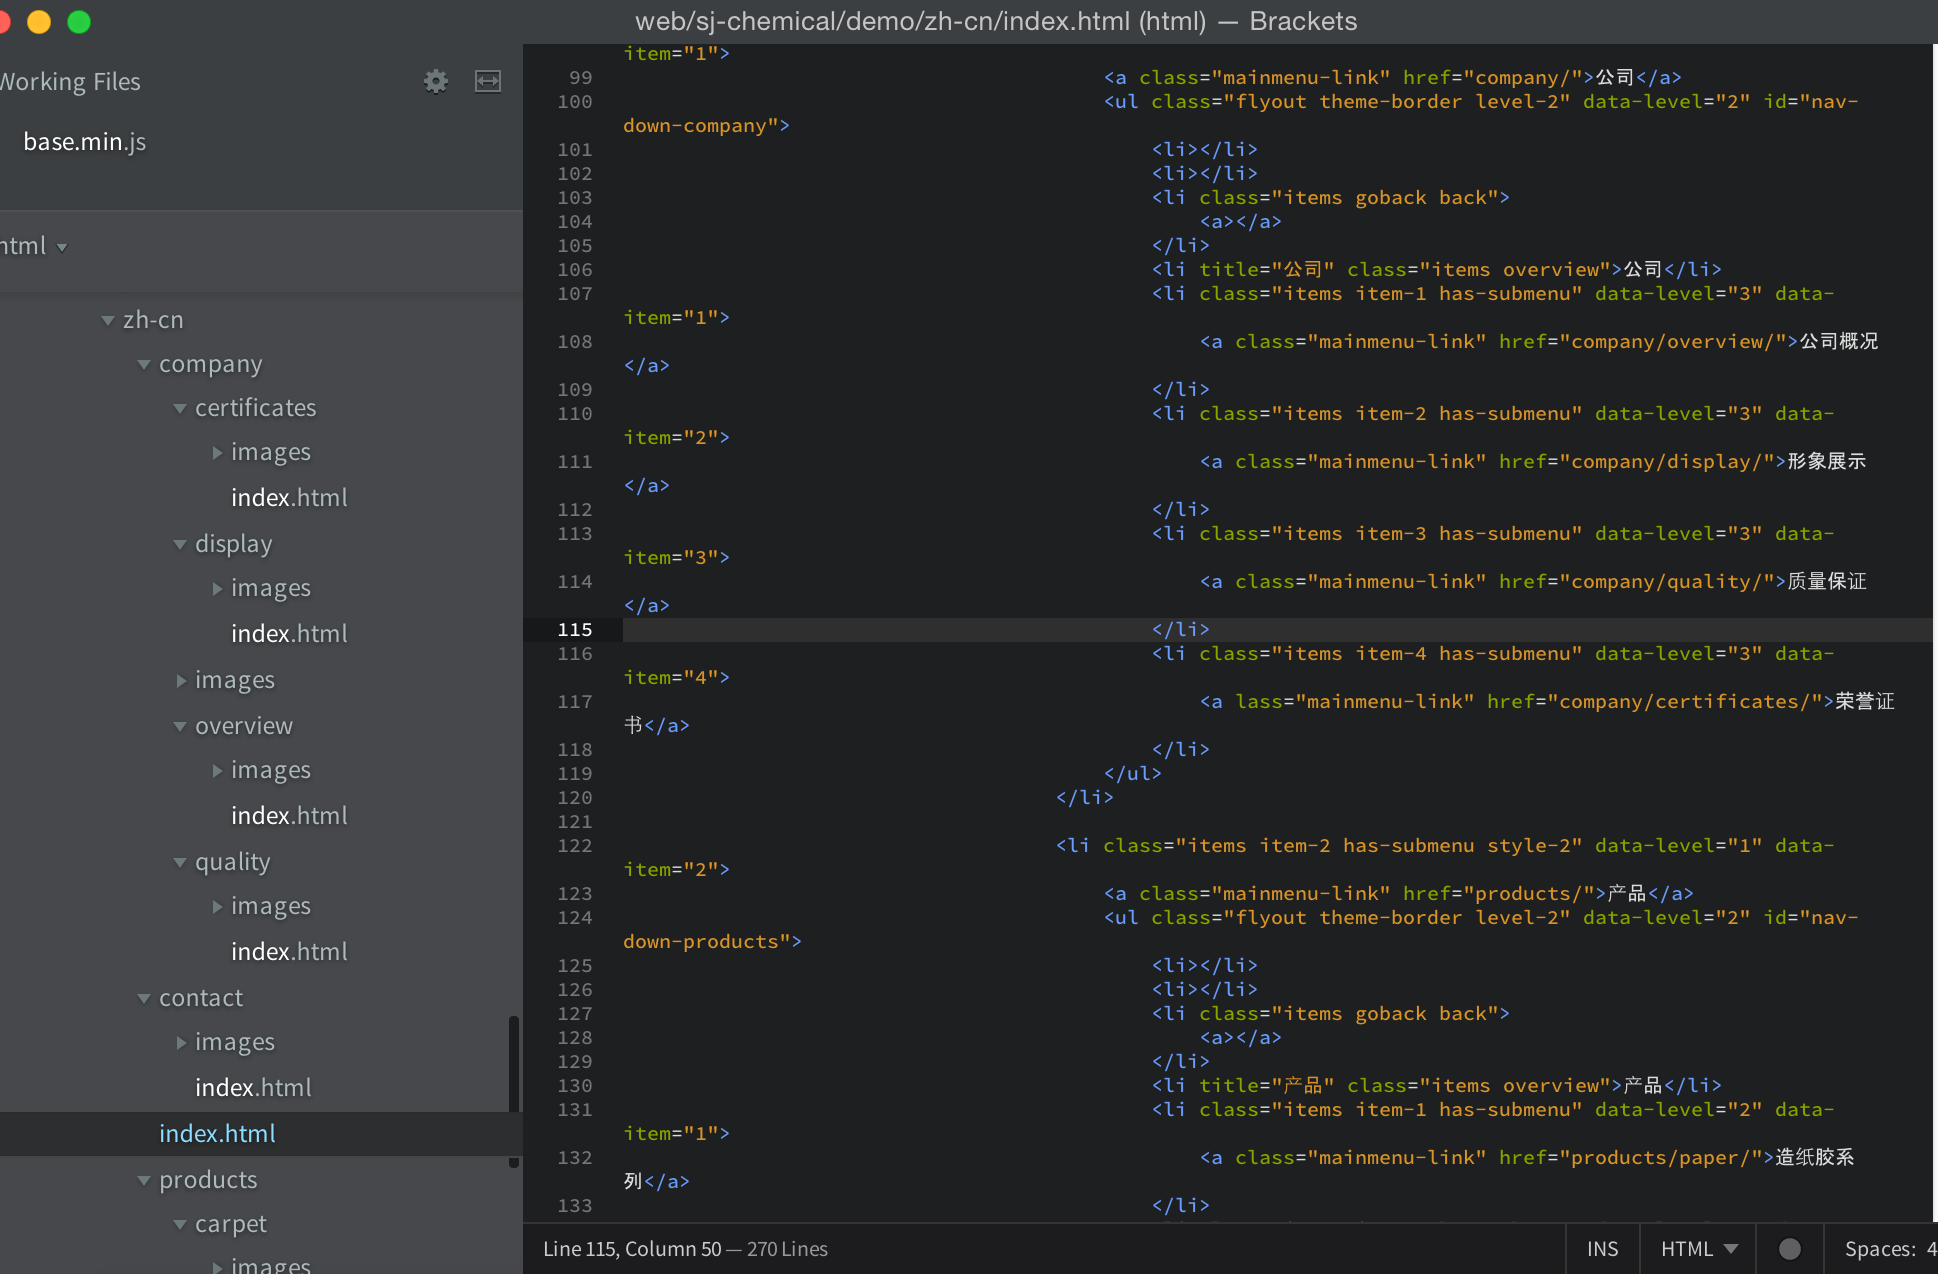 web/sj-chemical/demo/zh-cn/index.html (html) — Brackets
Working Files
base.min.js
html
zh-cn
company
certificates
images
index.html
display
images
index.html
images
overview
images
index.html
quality
images
index.html
contact
images
index.html
index.html
products
carpet
images
item="1">
99 <a class="mainmenu-link" href="company/">公司</a>
100 <ul class="flyout theme-border level-2" data-level="2" id="nav-
down-company">
101 <li></li>
102 <li></li>
103 <li class="items goback back">
104 <a></a>
105 </li>
106 <li title="公司" class="items overview">公司</li>
107 <li class="items item-1 has-submenu" data-level="3" data-
item="1">
108 <a class="mainmenu-link" href="company/overview/">公司概况
</a>
109 </li>
110 <li class="items item-2 has-submenu" data-level="3" data-
item="2">
111 <a class="mainmenu-link" href="company/display/">形象展示
</a>
112 </li>
113 <li class="items item-3 has-submenu" data-level="3" data-
item="3">
114 <a class="mainmenu-link" href="company/quality/">质量保证
</a>
115 </li>
116 <li class="items item-4 has-submenu" data-level="3" data-
item="4">
117 <a lass="mainmenu-link" href="company/certificates/">荣誉证
书</a>
118 </li>
119 </ul>
120 </li>
121
122 <li class="items item-2 has-submenu style-2" data-level="1" data-
item="2">
123 <a class="mainmenu-link" href="products/">产品</a>
124 <ul class="flyout theme-border level-2" data-level="2" id="nav-
down-products">
125 <li></li>
126 <li></li>
127 <li class="items goback back">
128 <a></a>
129 </li>
130 <li title="产品" class="items overview">产品</li>
131 <li class="items item-1 has-submenu" data-level="2" data-
item="1">
132 <a class="mainmenu-link" href="products/paper/">造纸胶系
列</a>
133 </li>
Line 115, Column 50 — 270 Lines
INS
HTML
Spaces: 4